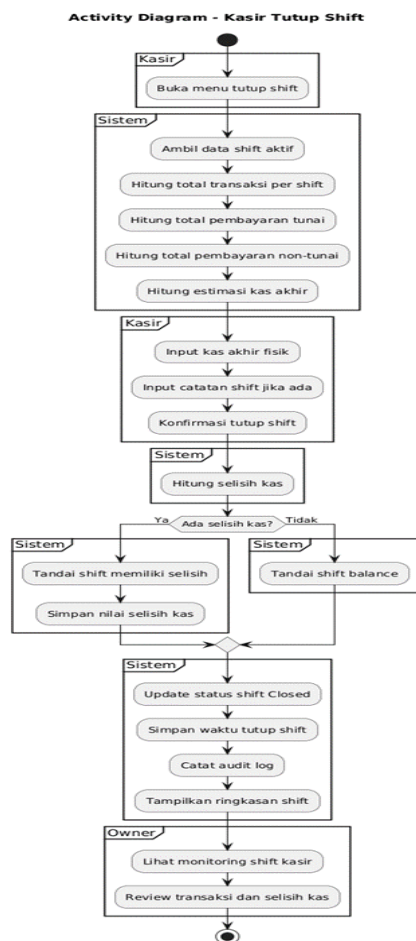 Activity Diagram - Kasir Tutup Shift
Kasir
Buka menu tutup shift
Sistem
Ambil data shift aktif
Hitung total transaksi per shift
Hitung total pembayaran tunai
Hitung total pembayaran non-tunai
Hitung estimasi kas akhir
Kasir
Input kas akhir fisik
Input catatan shift jika ada
Konfirmasi tutup shift
Sistem
Hitung selisih kas
Ya
Ada selisih kas?
Tidak
Sistem
Tandai shift memiliki selisih
Simpan nilai selisih kas
Sistem
Tandai shift balance
Sistem
Update status shift Closed
Simpan waktu tutup shift
Catat audit log
Tampilkan ringkasan shift
Owner
Lihat monitoring shift kasir
Review transaksi dan selisih kas